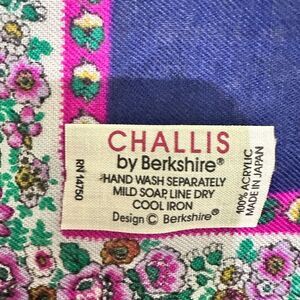 CHALLIS
by Berkshire®
HAND WASH SEPARATELY
MILD SOAP, LINE DRY
COOL IRON
Design © Berkshire®
RN 14750
100% ACRYLIC
MADE IN JAPAN